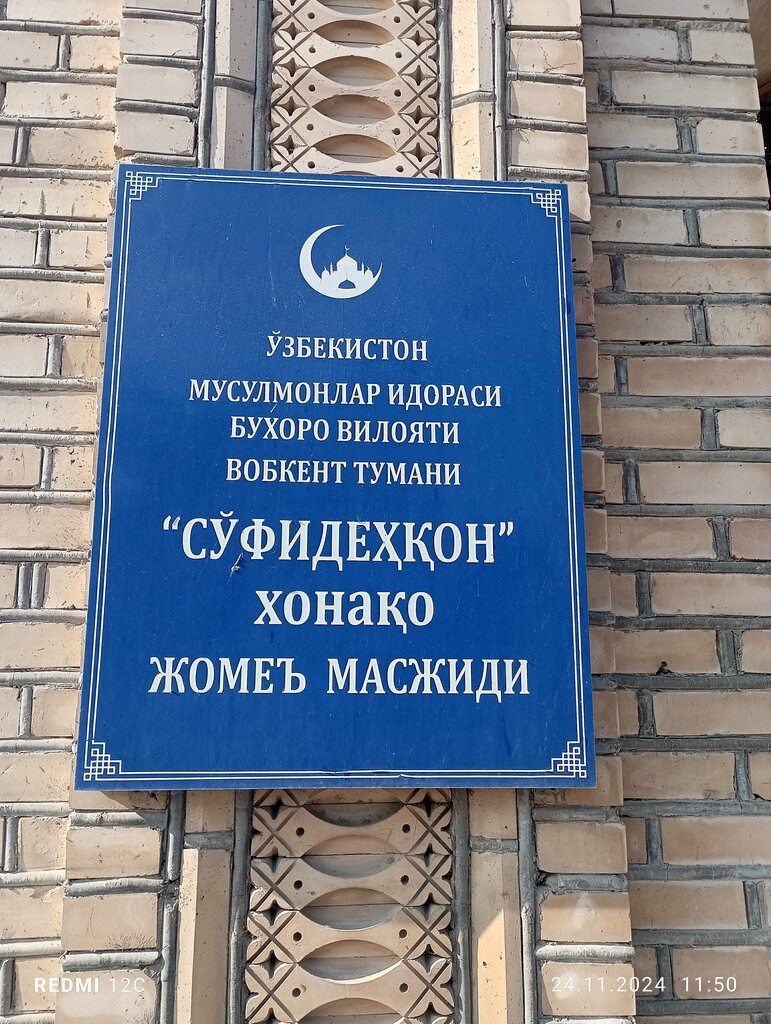 ЎЗБЕКИСТОН
МУСУЛМОНЛАР ИДОРАСИ
БУХОРО ВИЛОЯТИ
ВОБКЕНТ ТУМАНИ
“СЎФИДЕҲҚОН”
хонақо
ЖОМЕЪ МАСЖИДИ
REDMI 12C
24.11.2024 11:50